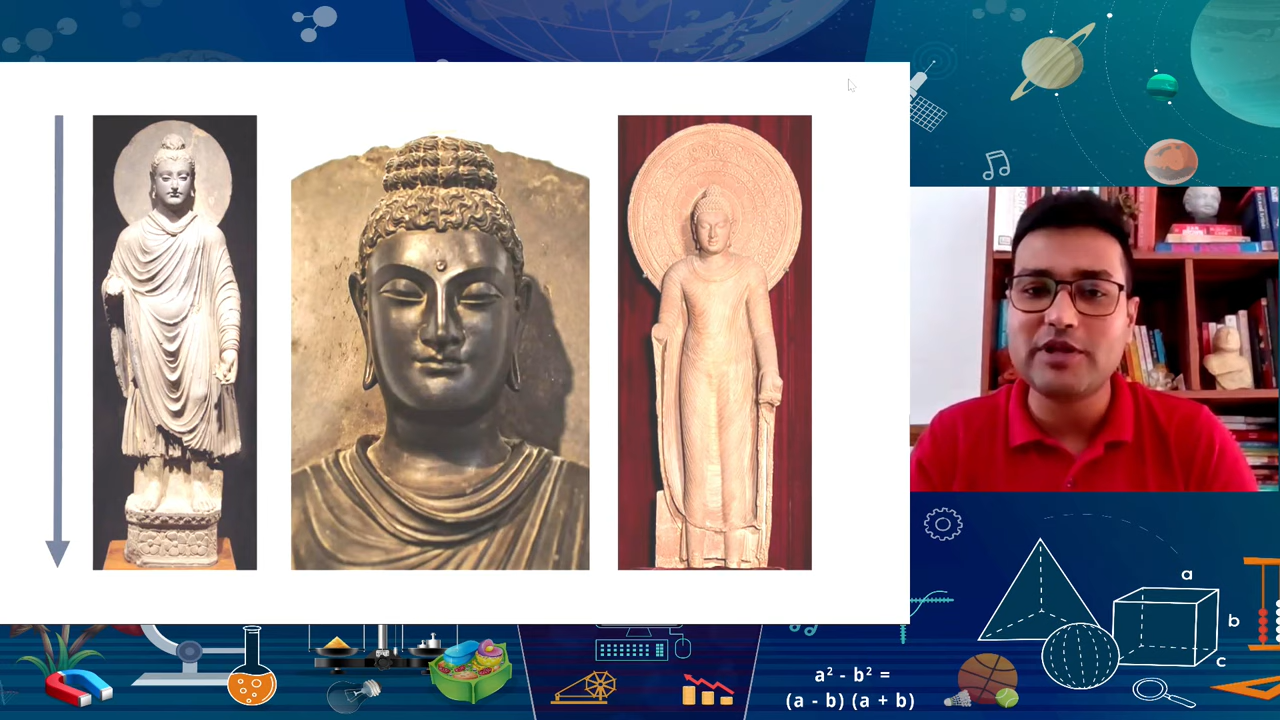 a
b
c
a² - b² =
(a - b) (a + b)